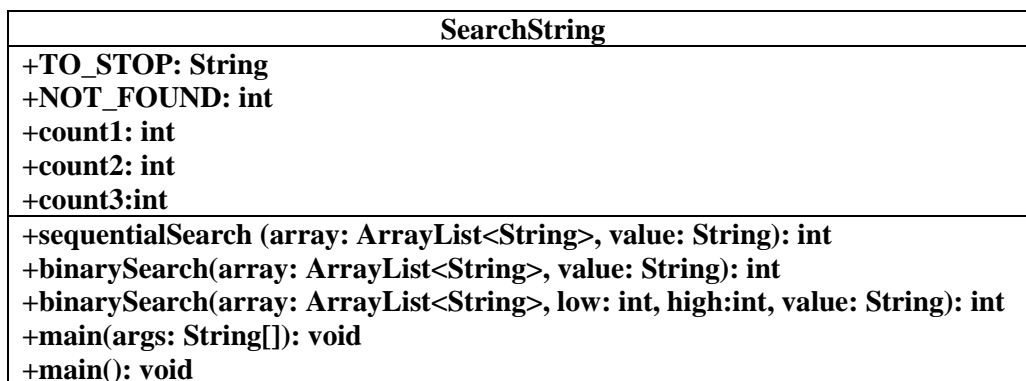 SearchString
+TO_STOP: String
+NOT_FOUND: int
+count1: int
+count2: int
+count3:int
+sequentialSearch (array: ArrayList<String>, value: String): int
+binarySearch(array: ArrayList<String>, value: String): int
+binarySearch(array: ArrayList<String>, low: int, high:int, value: String): int
+main(args: String[]): void
+main(): void